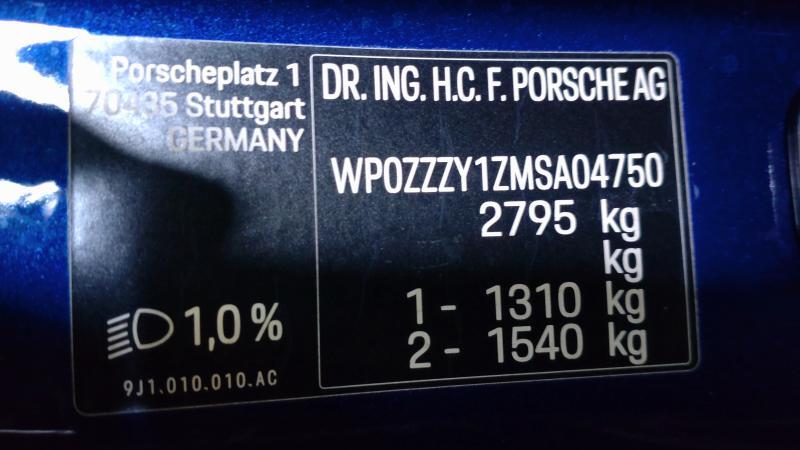 Porscheplatz 1
70435 Stuttgart
GERMANY
DR. ING. H.C. F. PORSCHE AG
WP0ZZZY1ZMSA04750
2795 kg
kg
1 - 1310 kg
2 - 1540 kg
1,0 %
9J1.010.010.AC